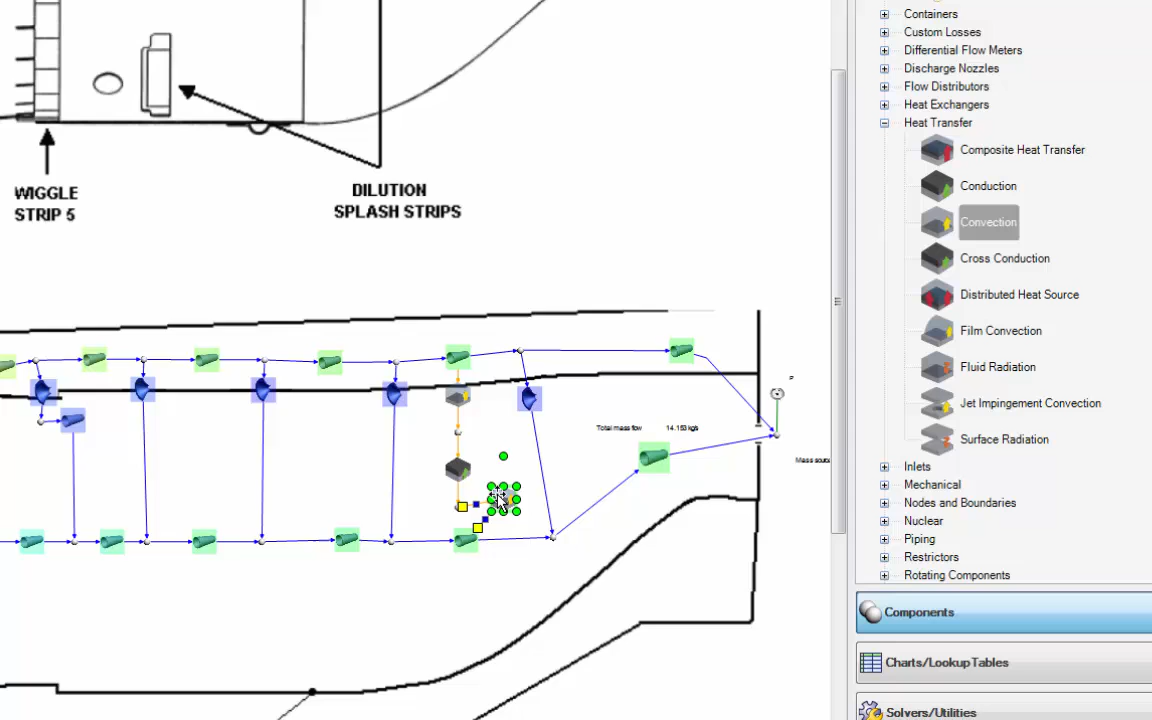 WIGGLE
STRIP 5
DILUTION
SPLASH STRIPS
Total mass flow 14.153 kg/s
P
Mass
Containers
Custom Losses
Differential Flow Meters
Discharge Nozzles
Flow Distributors
Heat Exchangers
Heat Transfer
Composite Heat Transfer
Conduction
Convection
Cross Conduction
Distributed Heat Source
Film Convection
Fluid Radiation
Jet Impingement Convection
Surface Radiation
Inlets
Mechanical
Nodes and Boundaries
Nuclear
Piping
Restrictors
Rotating Components
Components
Charts/Lookup Tables
Solvers/Utilities